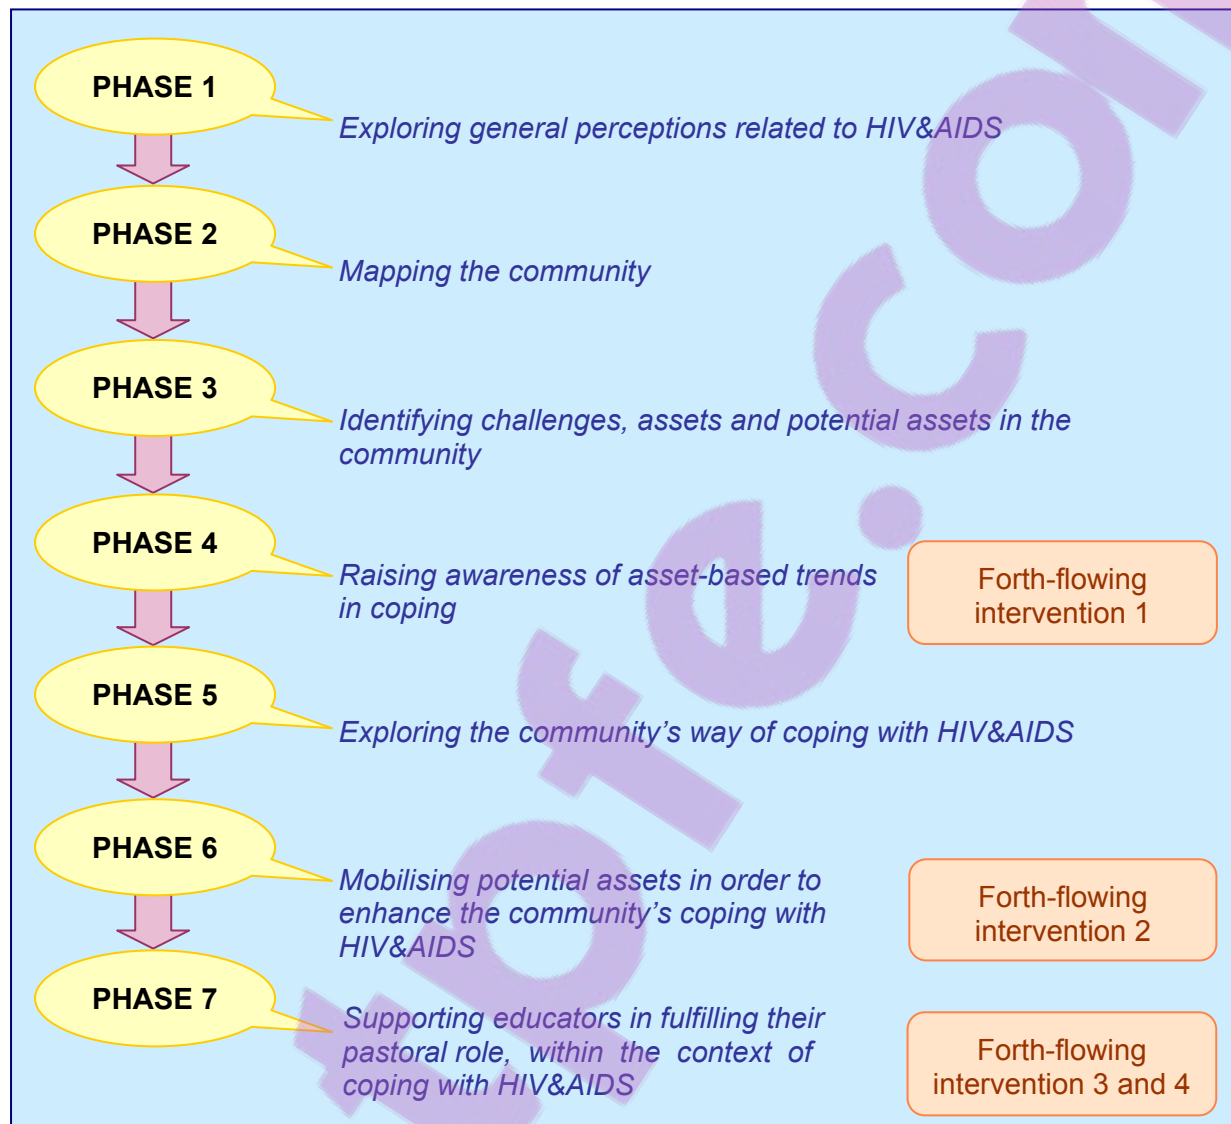 PHASE 1
Exploring general perceptions related to HIV&AIDS
PHASE 2
Mapping the community
PHASE 3
Identifying challenges, assets and potential assets in the
community
PHASE 4
Raising awareness of asset-based trends
in coping
Forth-flowing
intervention 1
PHASE 5
Exploring the community’s way of coping with HIV&AIDS
PHASE 6
Mobilising potential assets in order to
enhance the community’s coping with
HIV&AIDS
Forth-flowing
intervention 2
PHASE 7
Supporting educators in fulfilling their
pastoral role, within the context of
coping with HIV&AIDS
Forth-flowing
intervention 3 and 4
tpfe.com